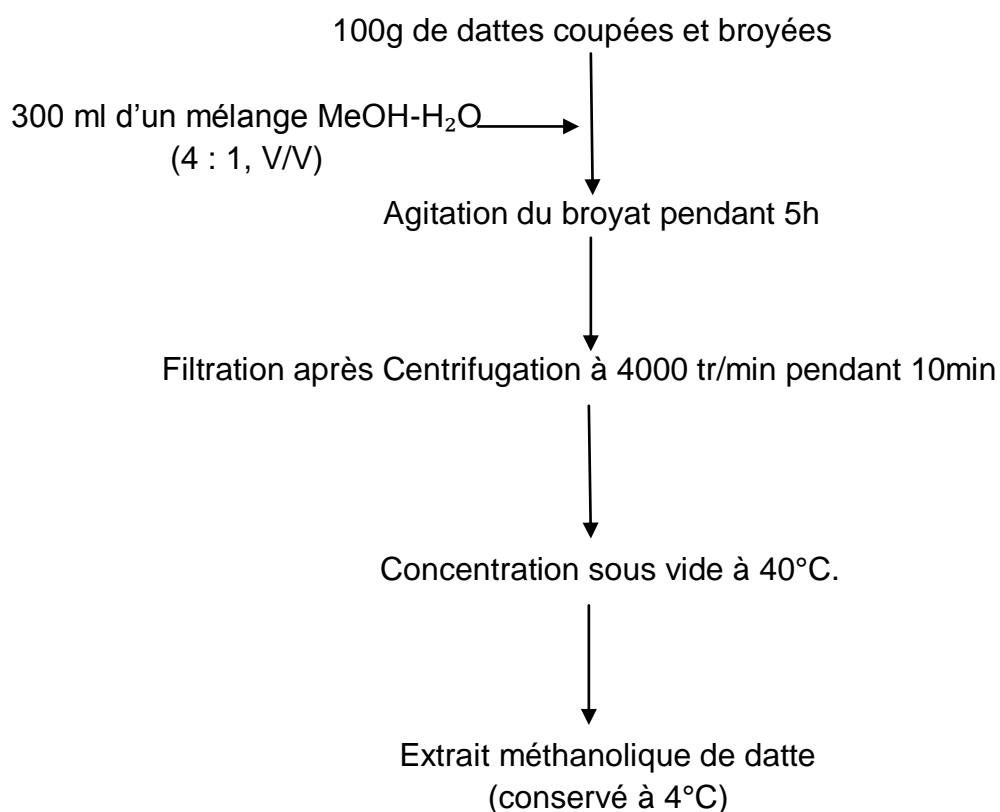 100g de dattes coupées et broyées
300 ml d’un mélange MeOH-H₂O
(4 : 1, V/V)
Agitation du broyat pendant 5h
Filtration après Centrifugation à 4000 tr/min pendant 10min
Concentration sous vide à 40°C.
Extrait méthanolique de datte
(conservé à 4°C)